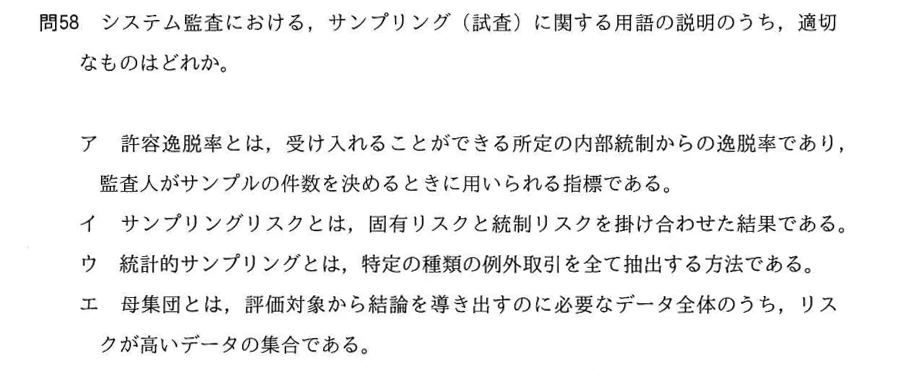 問58 システム監査における，サンプリング（試査）に関する用語の説明のうち，適切
なものはどれか。
ア 許容逸脱率とは，受け入れることができる所定の内部統制からの逸脱率であり，
監査人がサンプルの件数を決めるときに用いられる指標である。
イ サンプリングリスクとは，固有リスクと統制リスクを掛け合わせた結果である。
ウ 統計的サンプリングとは，特定の種類の例外取引を全て抽出する方法である。
エ 母集団とは，評価対象から結論を導き出すのに必要なデータ全体のうち，リス
クが高いデータの集合である。